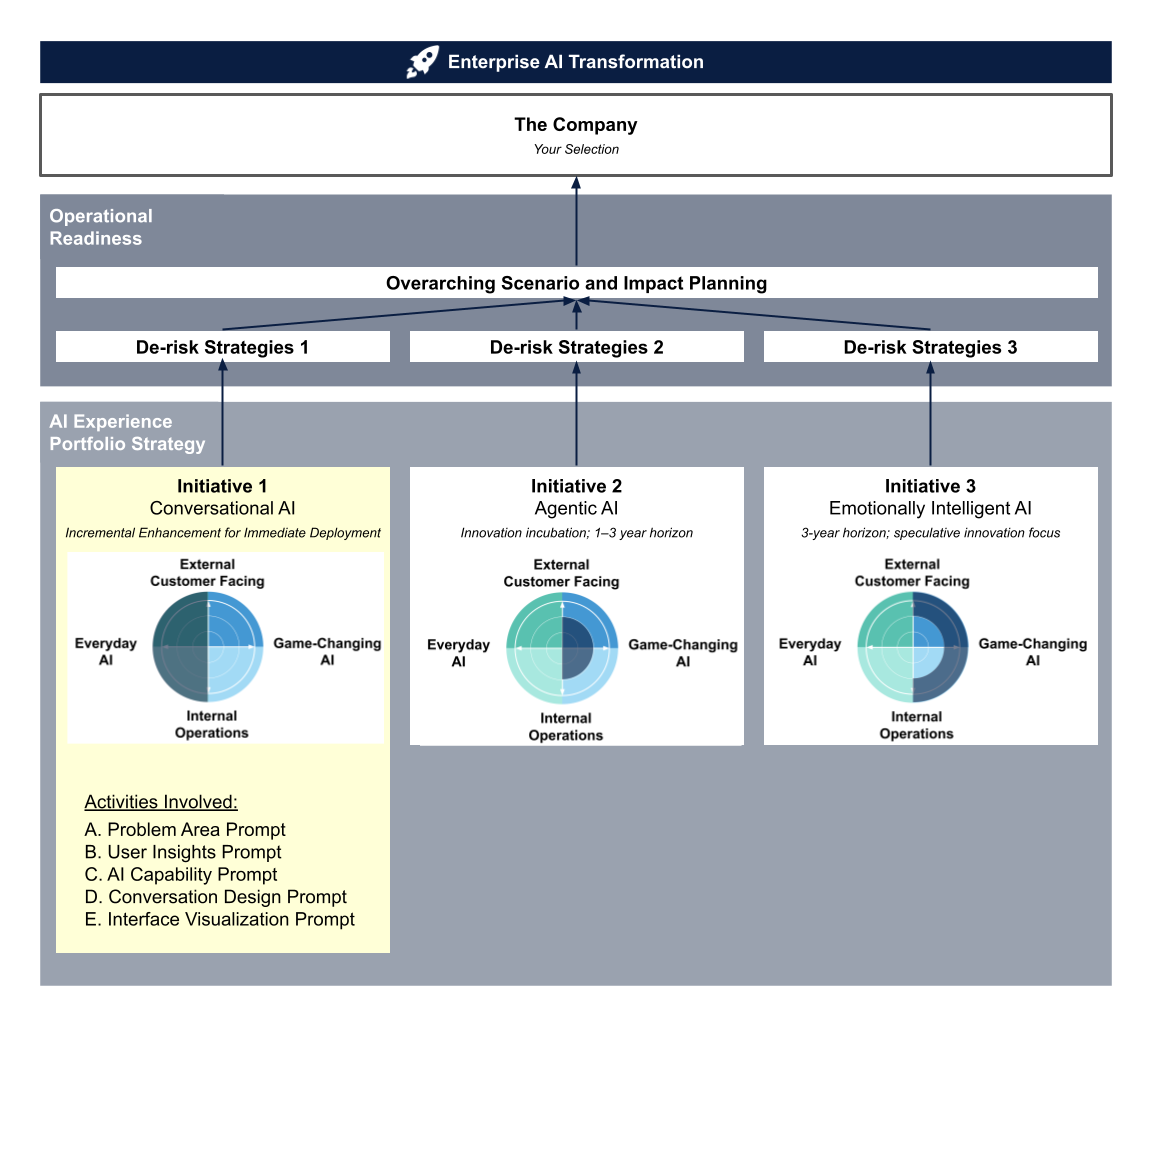 Enterprise AI Transformation
The Company
Your Selection
Operational
Readiness
Overarching Scenario and Impact Planning
De-risk Strategies 1
De-risk Strategies 2
De-risk Strategies 3
AI Experience
Portfolio Strategy
Initiative 1
Conversational AI
Incremental Enhancement for Immediate Deployment
External
Customer Facing
Everyday
AI
Game-Changing
AI
Internal
Operations
Activities Involved:
A. Problem Area Prompt
B. User Insights Prompt
C. AI Capability Prompt
D. Conversation Design Prompt
E. Interface Visualization Prompt
Initiative 2
Agentic AI
Innovation incubation; 1–3 year horizon
External
Customer Facing
Everyday
AI
Game-Changing
AI
Internal
Operations
Initiative 3
Emotionally Intelligent AI
3-year horizon; speculative innovation focus
External
Customer Facing
Everyday
AI
Game-Changing
AI
Internal
Operations